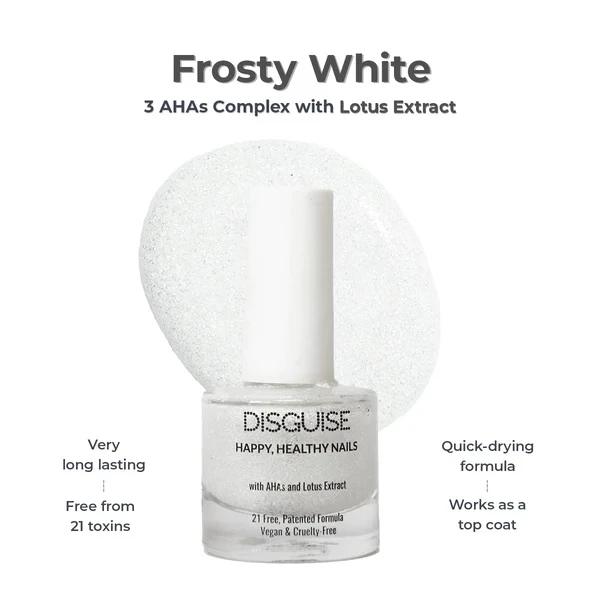 Frosty White
3 AHAs Complex with Lotus Extract
DISGUISE
HAPPY, HEALTHY NAILS
with AHAs and Lotus Extract
21 Free, Patented Formula
Vegan & Cruelty-Free
Very
long lasting
Free from
21 toxins
Quick-drying
formula
Works as a
top coat